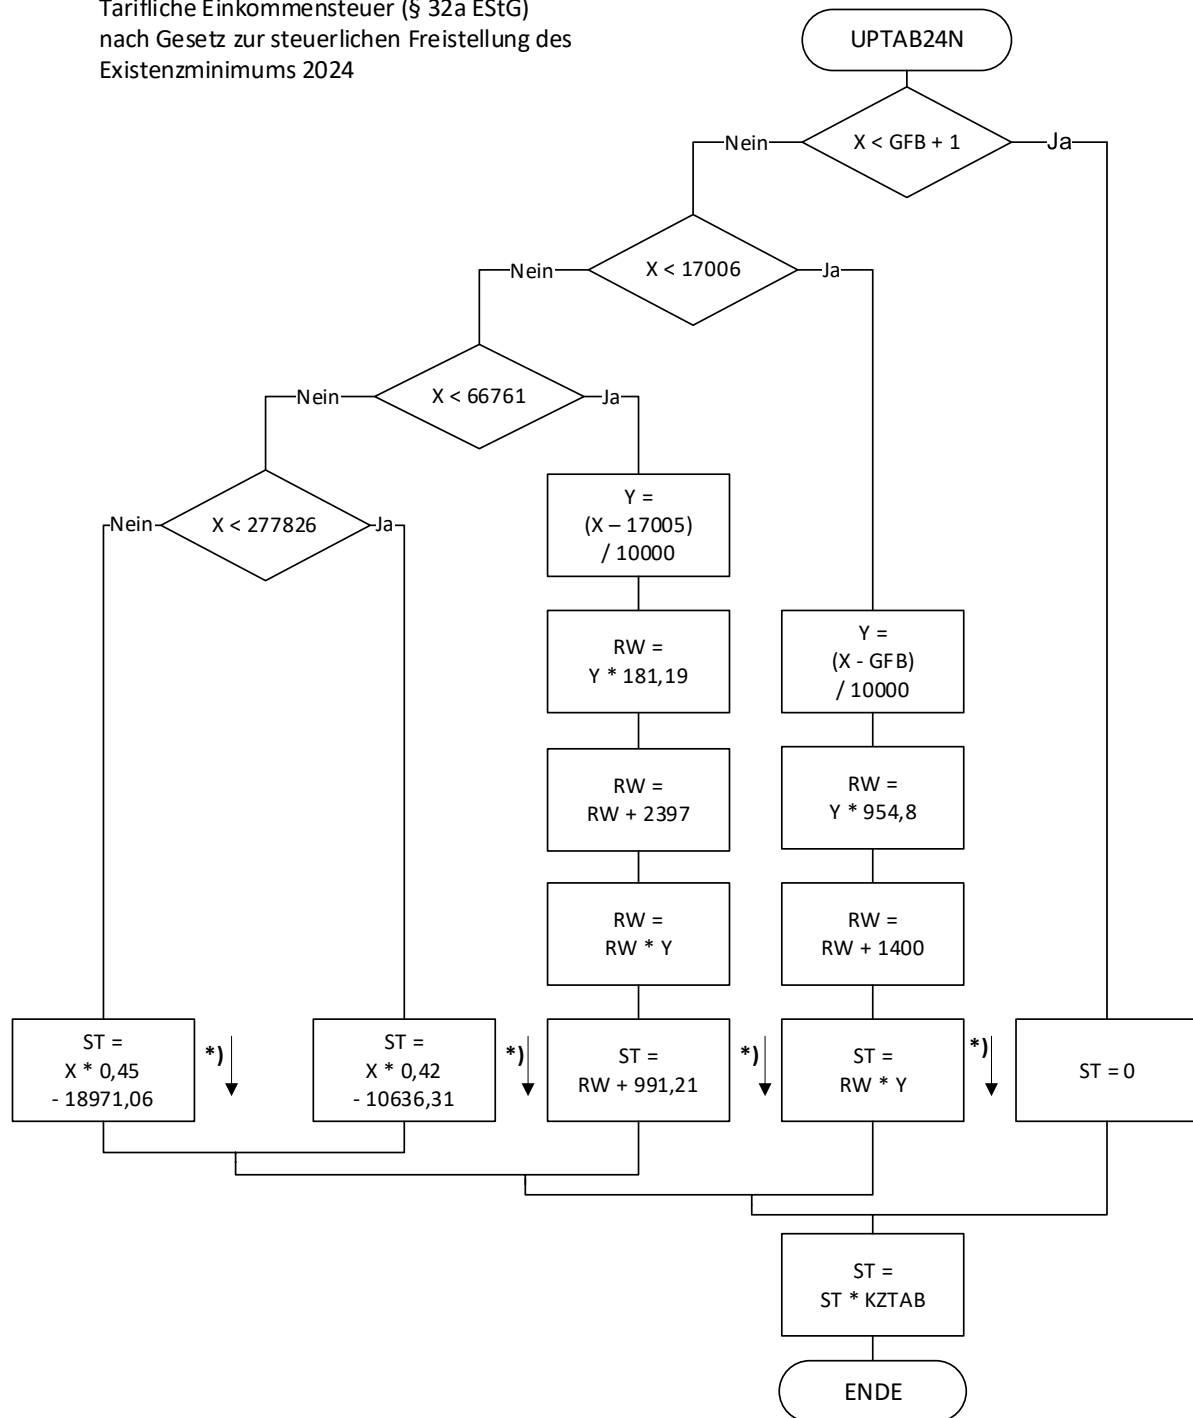 Tarifliche Einkommensteuer (§ 32a EStG)
nach Gesetz zur steuerlichen Freistellung des
Existenzminimums 2024
UPTAB24N
X < GFB + 1
Nein
Ja
X < 17006
Nein
Ja
X < 66761
Nein
Ja
X < 277826
Nein
Ja
Y =
(X – 17005)
/ 10000
RW =
Y * 181,19
RW =
RW + 2397
RW =
RW * Y
Y =
(X - GFB)
/ 10000
RW =
Y * 954,8
RW =
RW + 1400
ST =
X * 0,45
- 18971,06
*)
ST =
X * 0,42
- 10636,31
*)
ST =
RW + 991,21
*)
ST =
RW * Y
*)
ST = 0
ST =
ST * KZTAB
ENDE